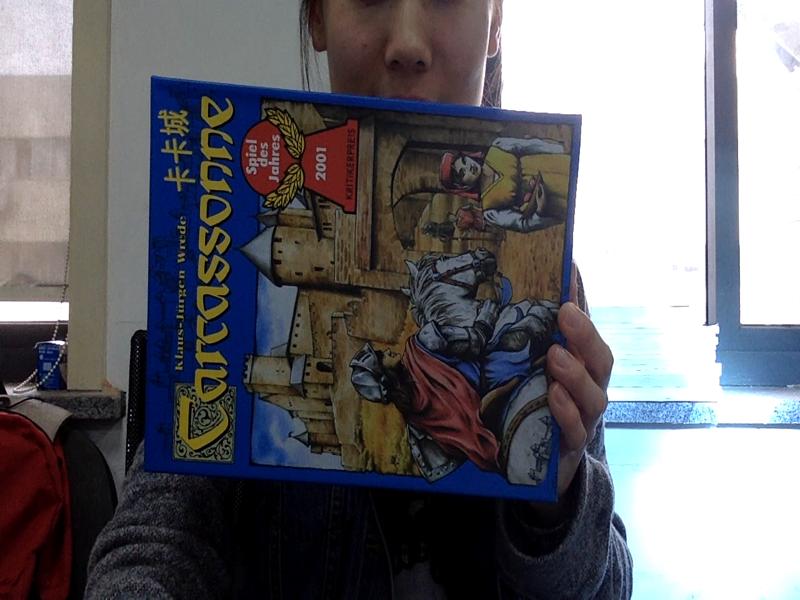 Klaus-Jürgen Wrede
卡卡城
Carcassonne
Spiel
des
Jahres
2001
KRITIKERPREIS